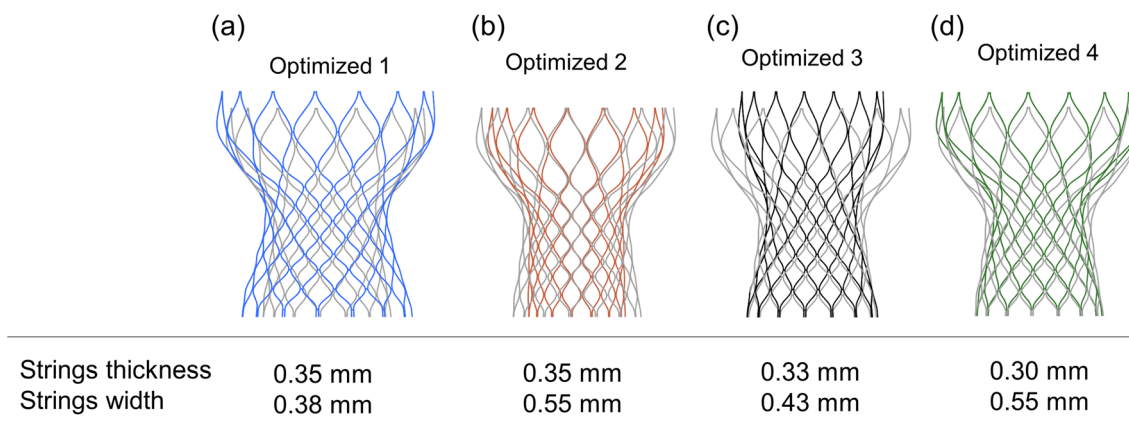 (a) (b) (c) (d)
Optimized 1 Optimized 2 Optimized 3 Optimized 4
Strings thickness 0.35 mm 0.35 mm 0.33 mm 0.30 mm
Strings width 0.38 mm 0.55 mm 0.43 mm 0.55 mm